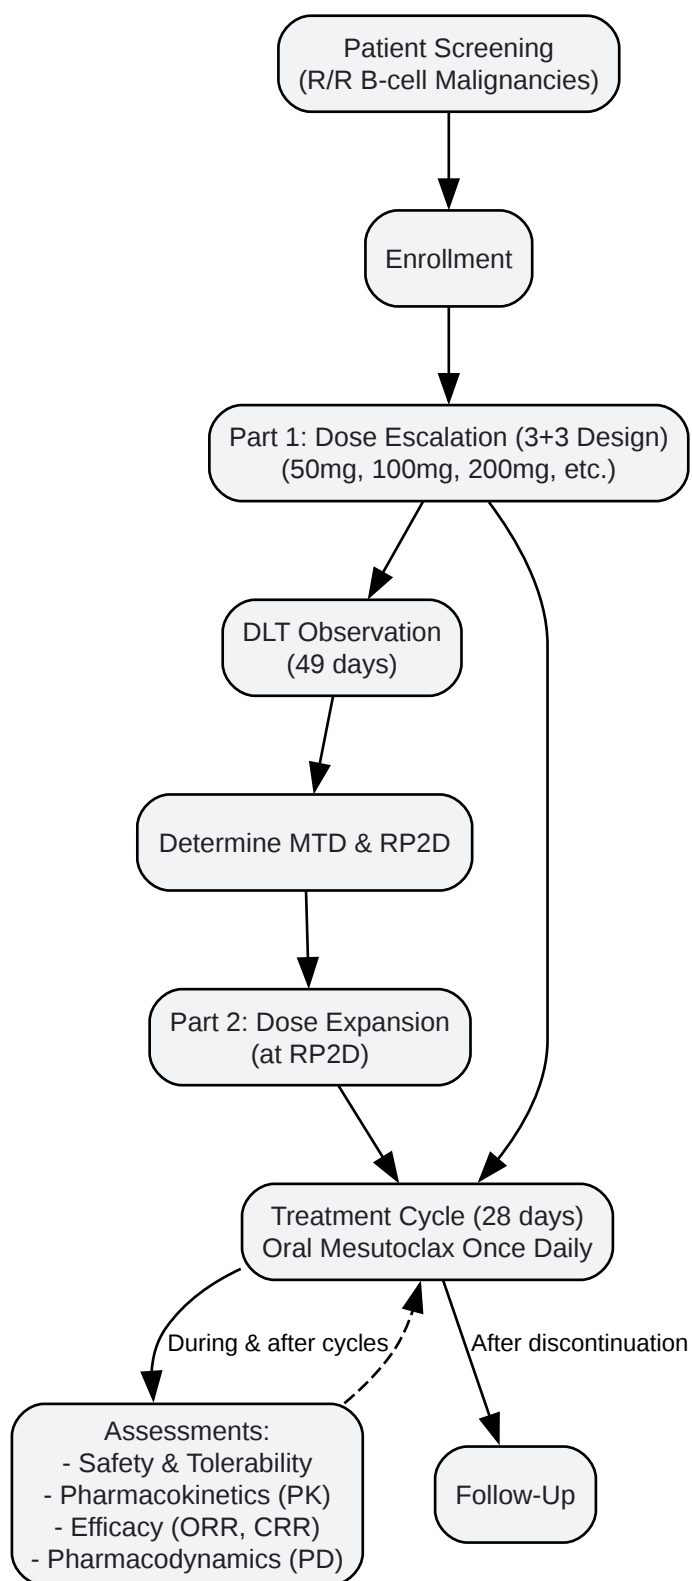 Patient Screening
(R/R B-cell Malignancies)
Enrollment
Part 1: Dose Escalation (3+3 Design)
(50mg, 100mg, 200mg, etc.)
DLT Observation
(49 days)
Determine MTD & RP2D
Part 2: Dose Expansion
(at RP2D)
Treatment Cycle (28 days)
Oral Mesutoclax Once Daily
During & after cycles
After discontinuation
Assessments:
- Safety & Tolerability
- Pharmacokinetics (PK)
- Efficacy (ORR, CRR)
- Pharmacodynamics (PD)
Follow-Up